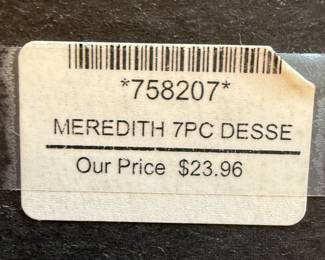 *758207*
MEREDITH 7PC DESSE
Our Price $23.96